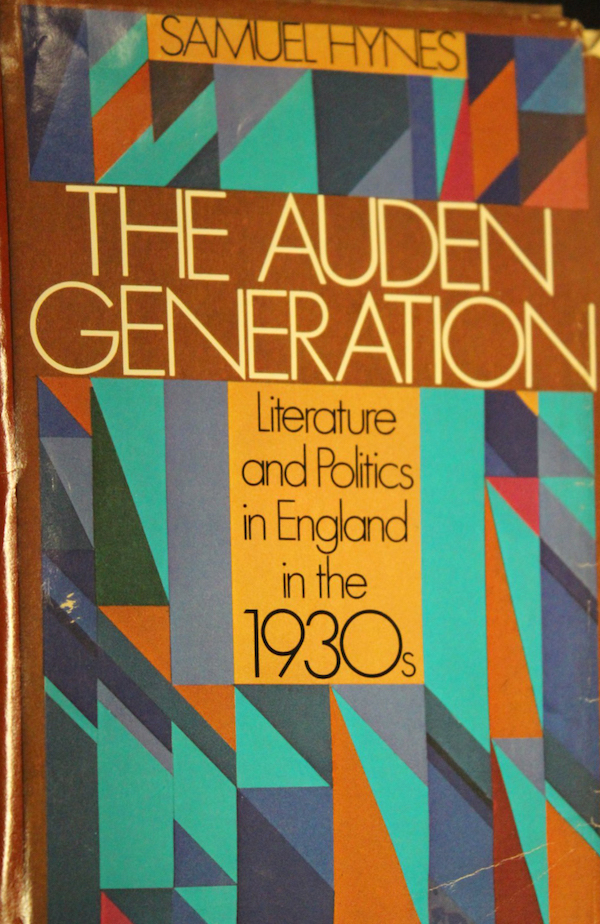 SAMUEL HYNES
THE AUDEN
GENERATION
Literature
and Politics
in England
in the
1930s